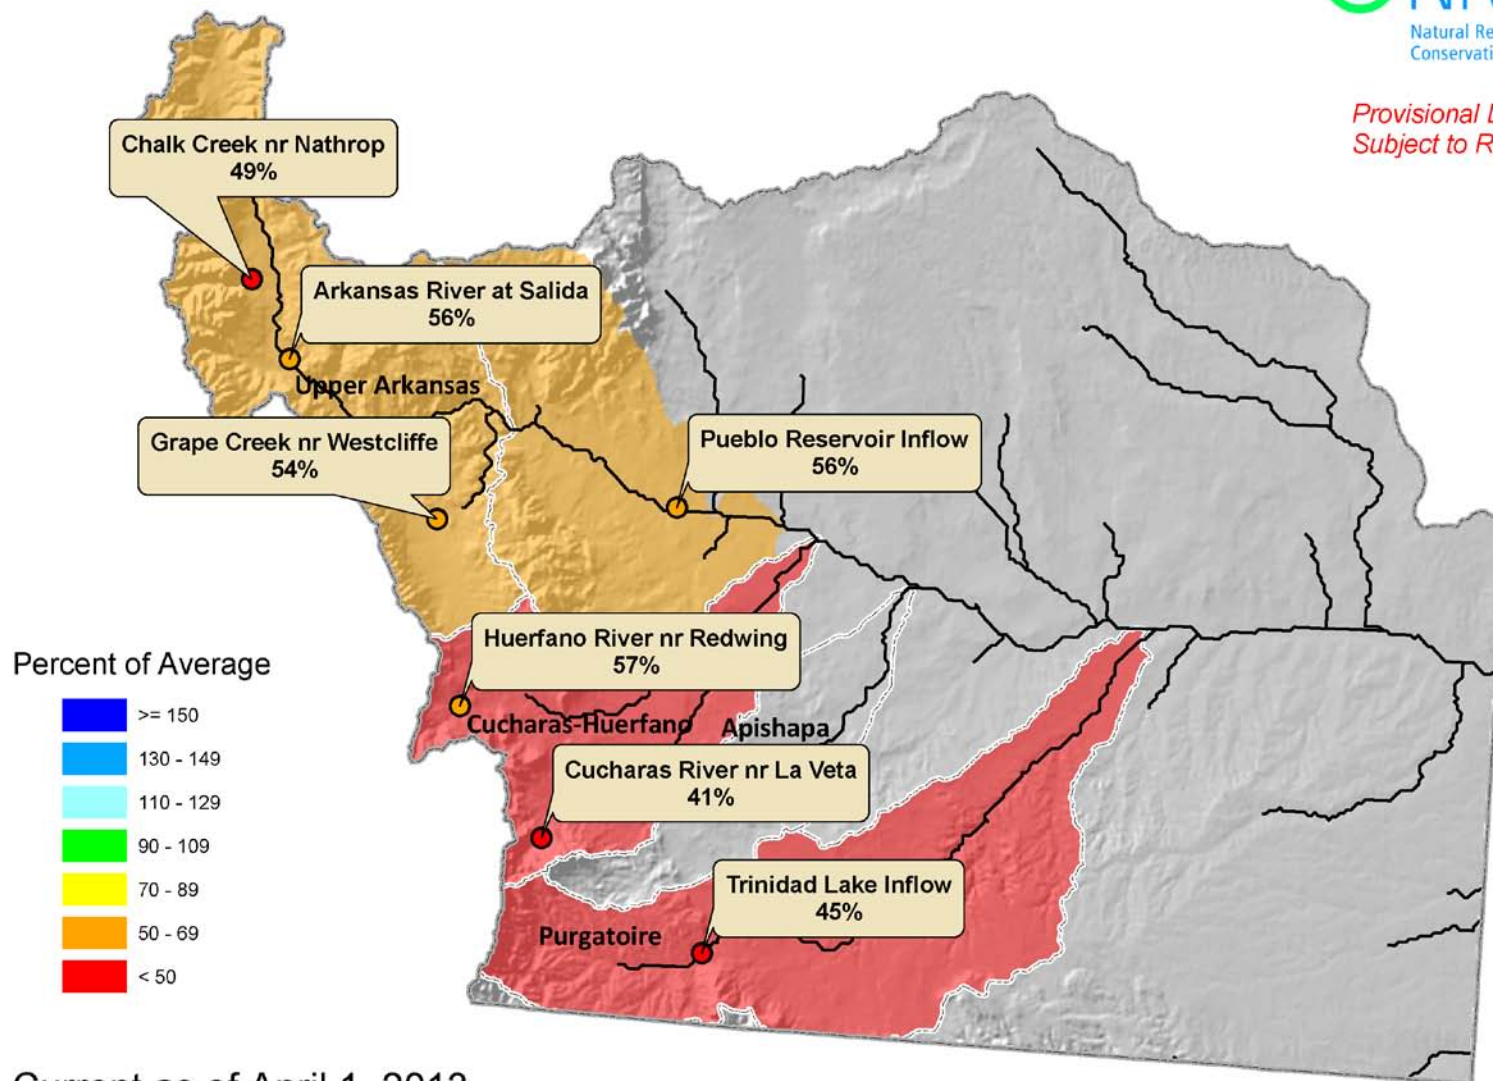 Natural Re
Conservati
Provisional
Subject to R
Chalk Creek nr Nathrop
49%
Arkansas River at Salida
56%
Upper Arkansas
Grape Creek nr Westcliffe
54%
Pueblo Reservoir Inflow
56%
Huerfano River nr Redwing
57%
Cucharas-Huerfano
Apishapa
Cucharas River nr La Veta
41%
Trinidad Lake Inflow
45%
Purgatoire
Percent of Average
>= 150
130 - 149
110 - 129
90 - 109
70 - 89
50 - 69
< 50